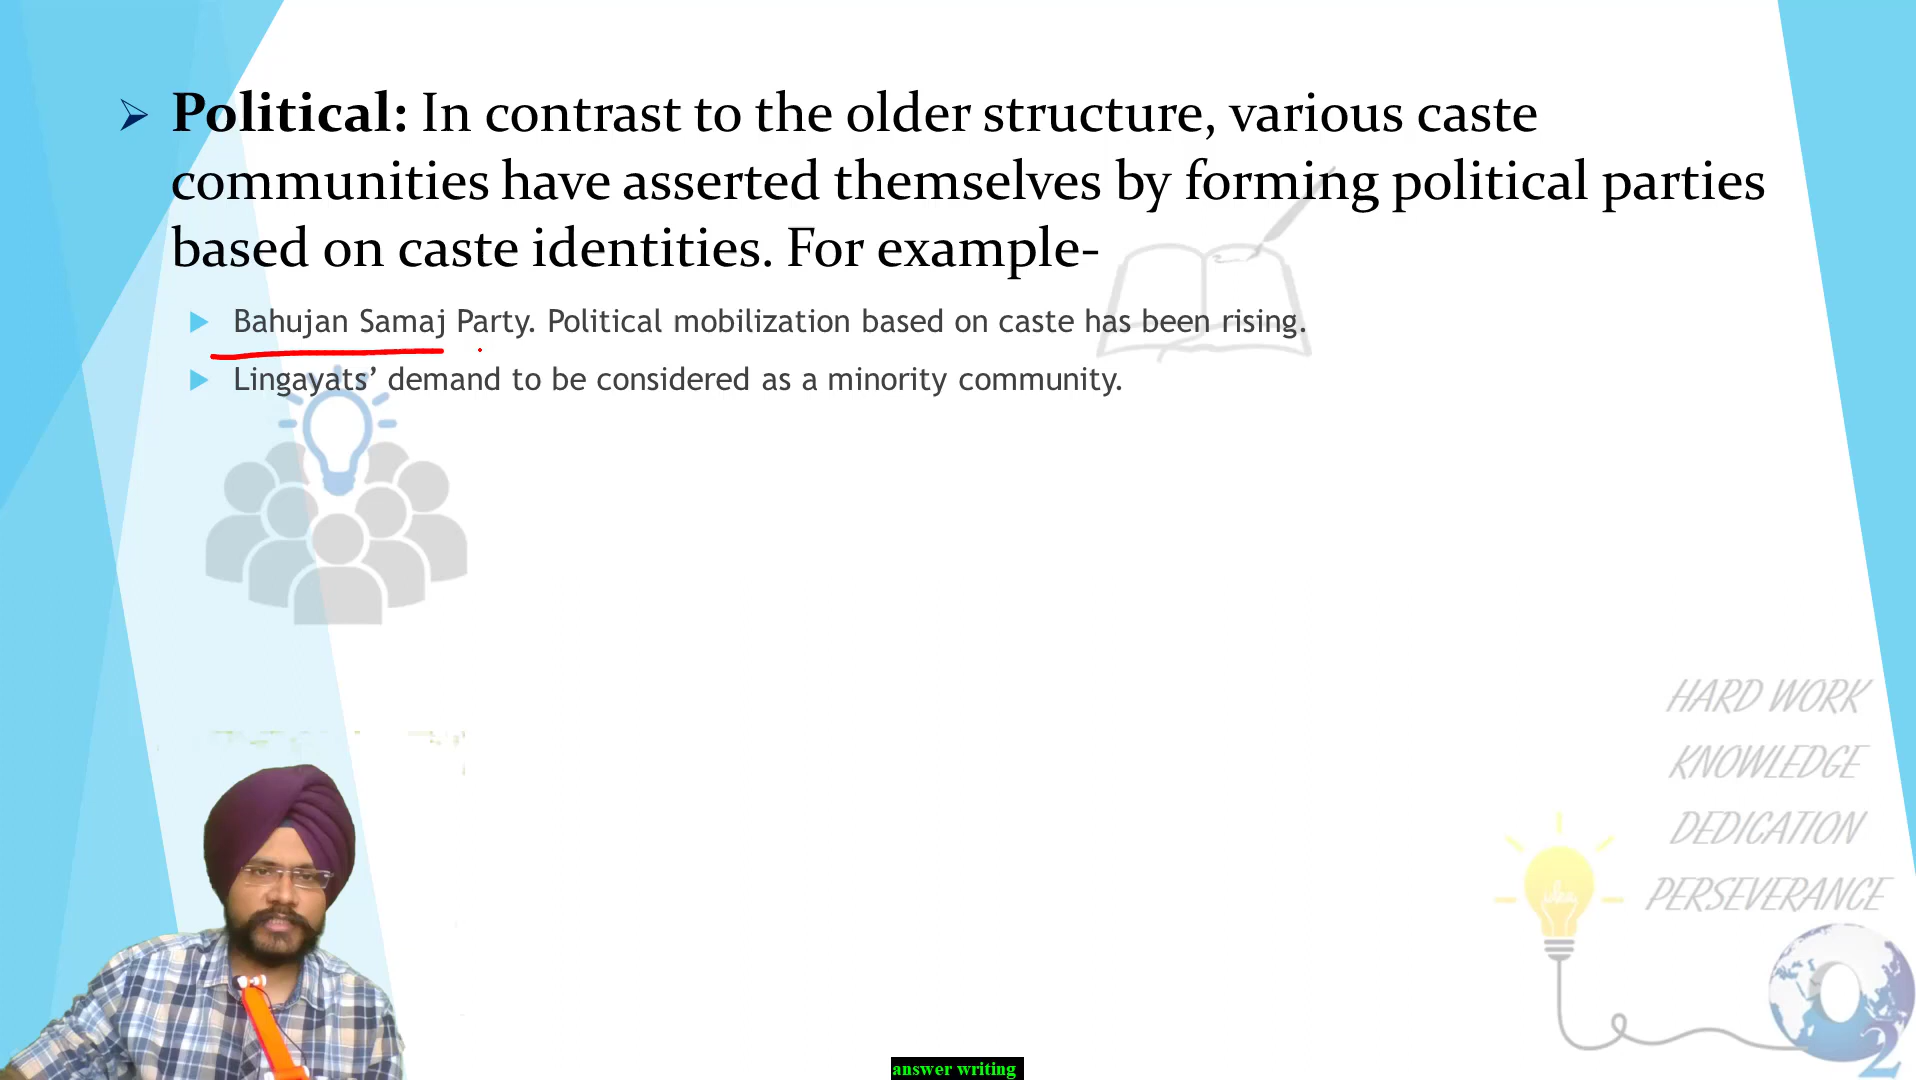 Political: In contrast to the older structure, various caste
communities have asserted themselves by forming political parties
based on caste identities. For example-
Bahujan Samaj Party. Political mobilization based on caste has been rising.
Lingayats’ demand to be considered as a minority community.
HARD WORK
KNOWLEDGE
DEDICATION
PERSEVERANCE
idea
O2
answer writing